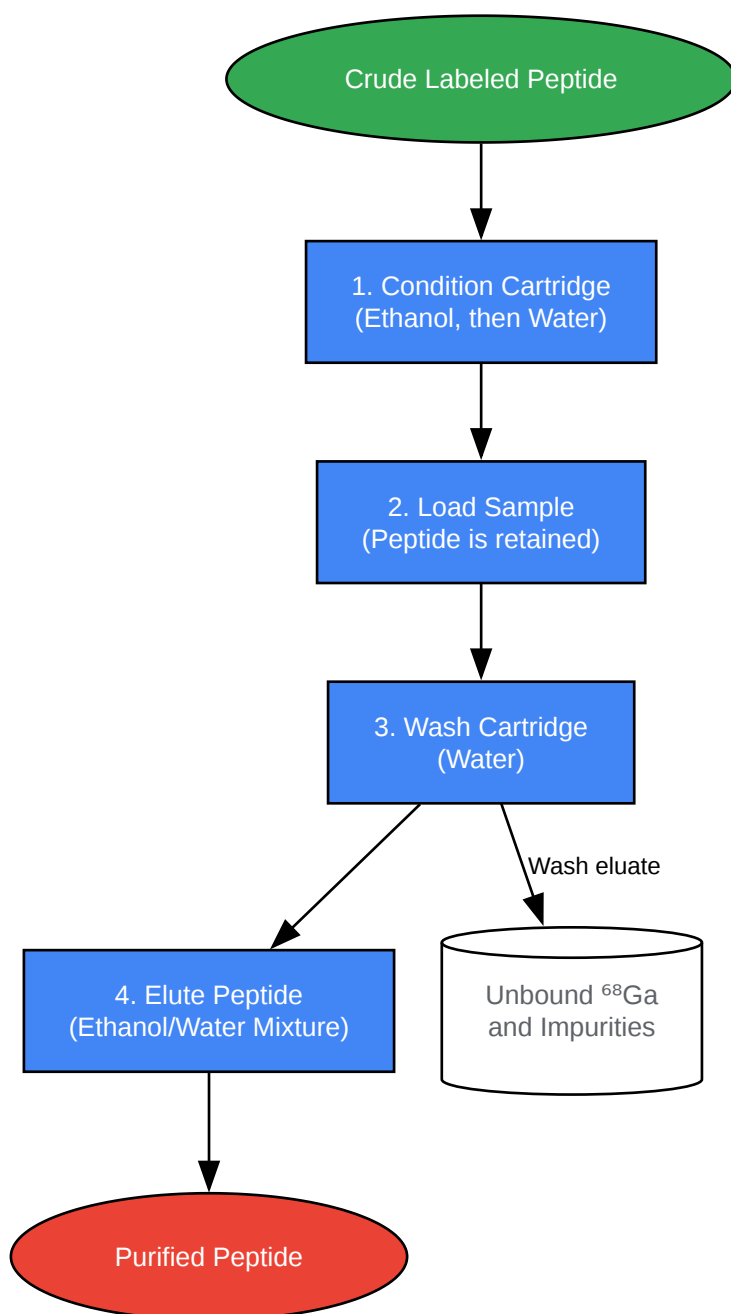 Crude Labeled Peptide
1. Condition Cartridge
(Ethanol, then Water)
2. Load Sample
(Peptide is retained)
3. Wash Cartridge
(Water)
Wash eluate
4. Elute Peptide
(Ethanol/Water Mixture)
Unbound ⁶⁸Ga
and Impurities
Purified Peptide